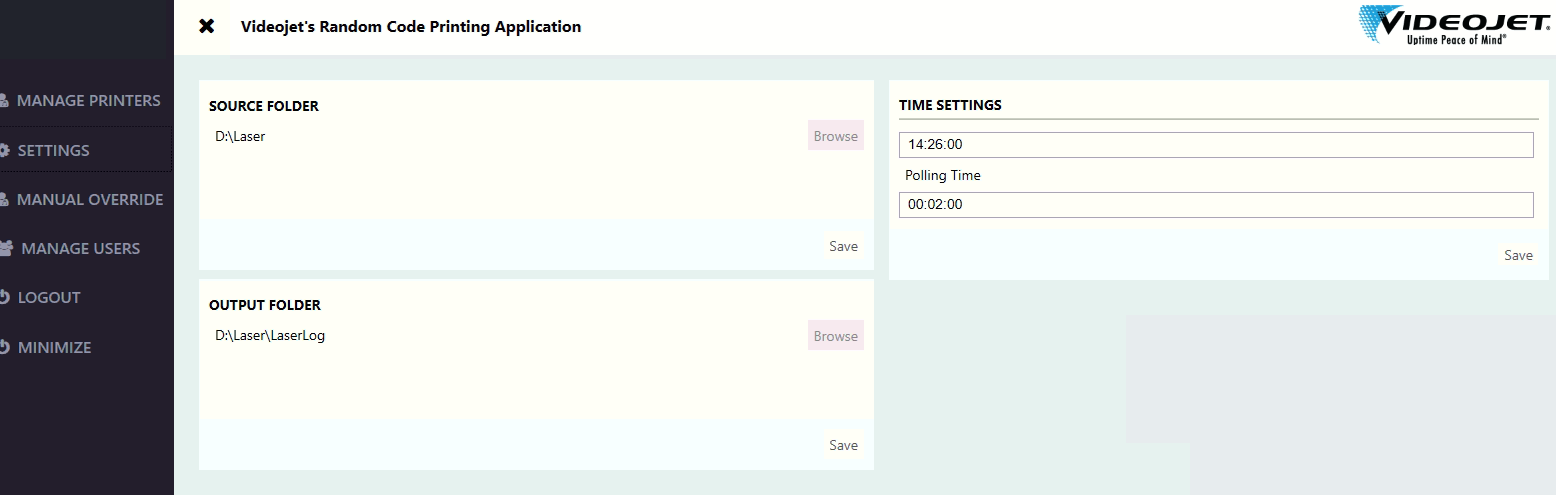 Videojet's Random Code Printing Application
VIDEOJET®
Uptime Peace of Mind®
MANAGE PRINTERS
SETTINGS
MANUAL OVERRIDE
MANAGE USERS
LOGOUT
MINIMIZE
SOURCE FOLDER
D:\Laser
Browse
Save
OUTPUT FOLDER
D:\Laser\LaserLog
Browse
Save
TIME SETTINGS
14:26:00
Polling Time
00:02:00
Save